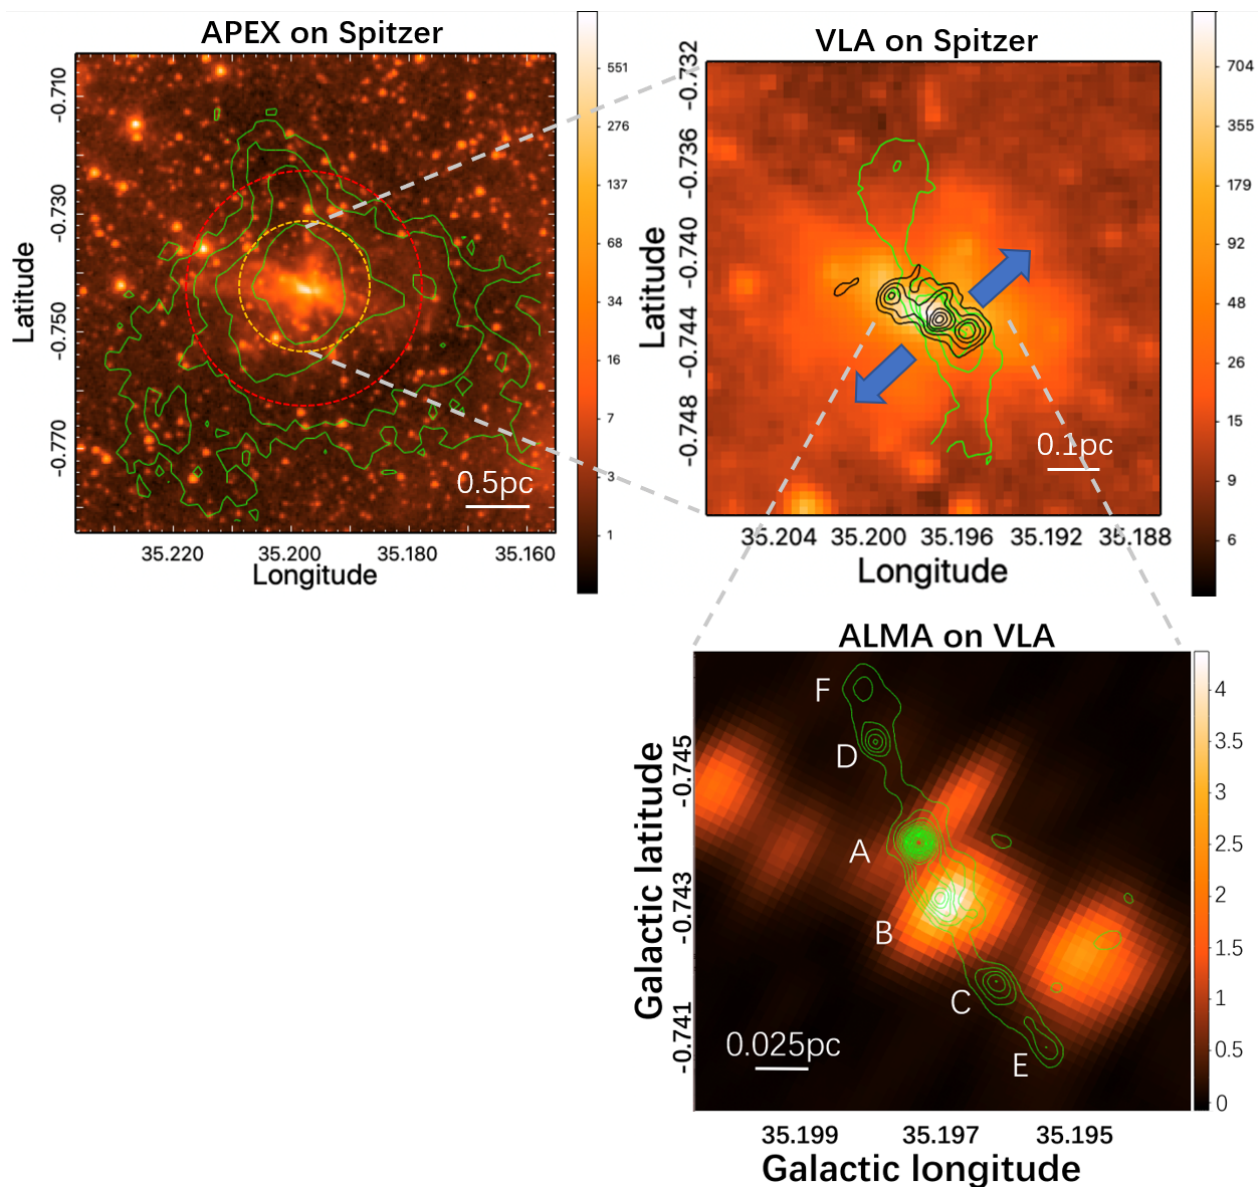 APEX on Spitzer
Latitude
-0.710
-0.730
-0.750
-0.770
0.5pc
35.220 35.200 35.180 35.160
Longitude
551
276
137
68
34
16
7
3
1
VLA on Spitzer
Latitude
-0.732
-0.736
-0.740
-0.744
-0.748
0.1pc
35.204 35.200 35.196 35.192 35.188
Longitude
704
355
179
92
48
26
15
9
6
ALMA on VLA
Galactic latitude
-0.745
-0.743
-0.741
F
D
A
B
C
E
0.025pc
35.199 35.197 35.195
Galactic longitude
4
3.5
3
2.5
2
1.5
1
0.5
0